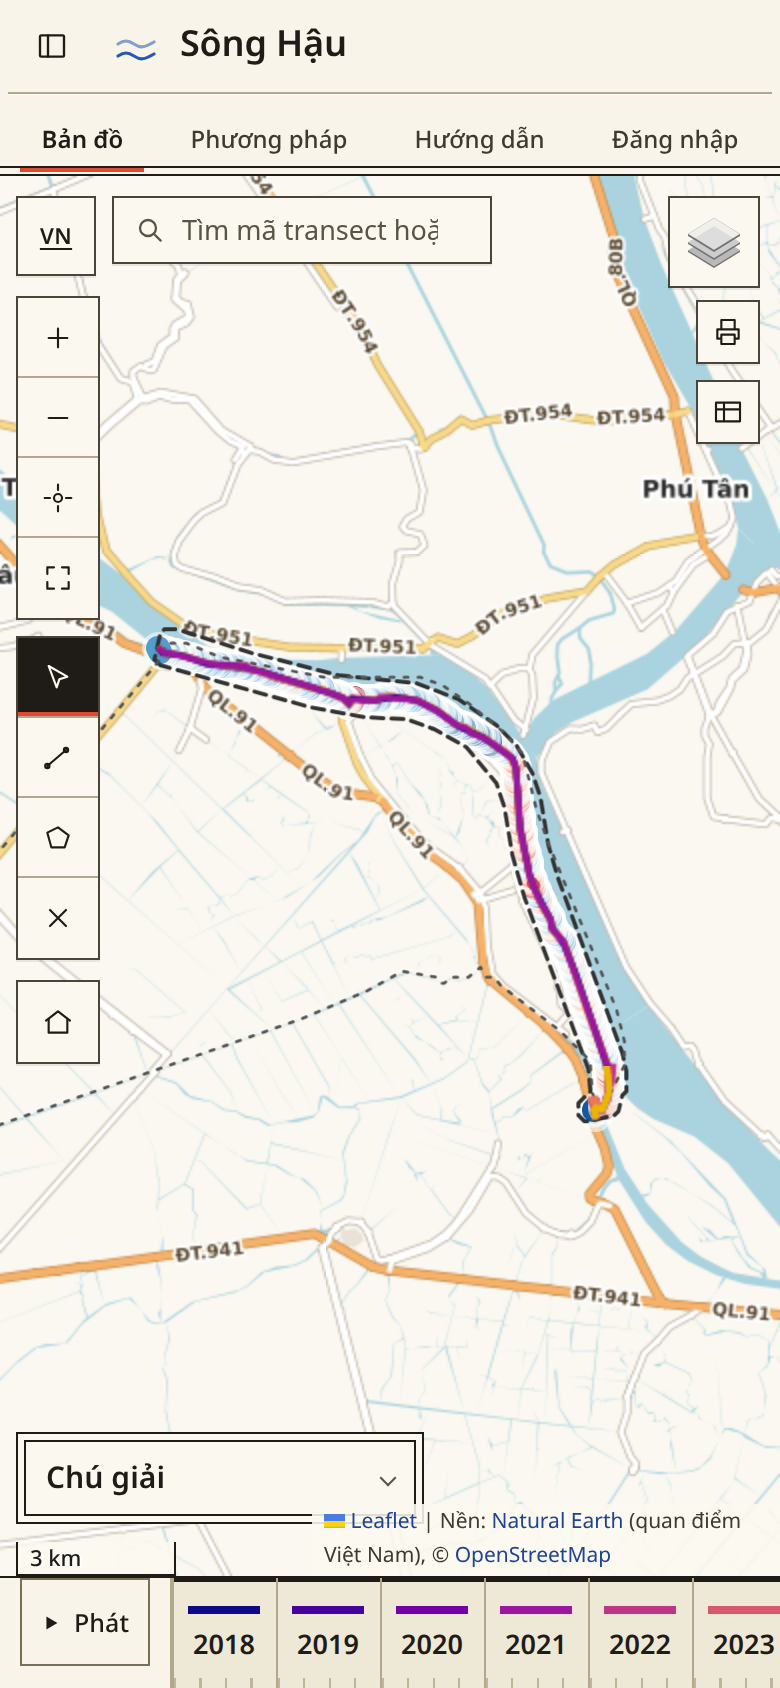 Sông Hậu
Bản đồ
Phương pháp
Hướng dẫn
Đăng nhập
VN
Tìm mã transect hoặ
ĐT.954
QL.80B
ĐT.954
ĐT.954
Phú Tân
QL.91
ĐT.951
ĐT.951
ĐT.951
QL.91
QL.91
QL.91
ĐT.941
ĐT.941
QL.91
Chú giải
Leaflet | Nền: Natural Earth (quan điểm
Việt Nam), © OpenStreetMap
3 km
Phát
2018
2019
2020
2021
2022
2023